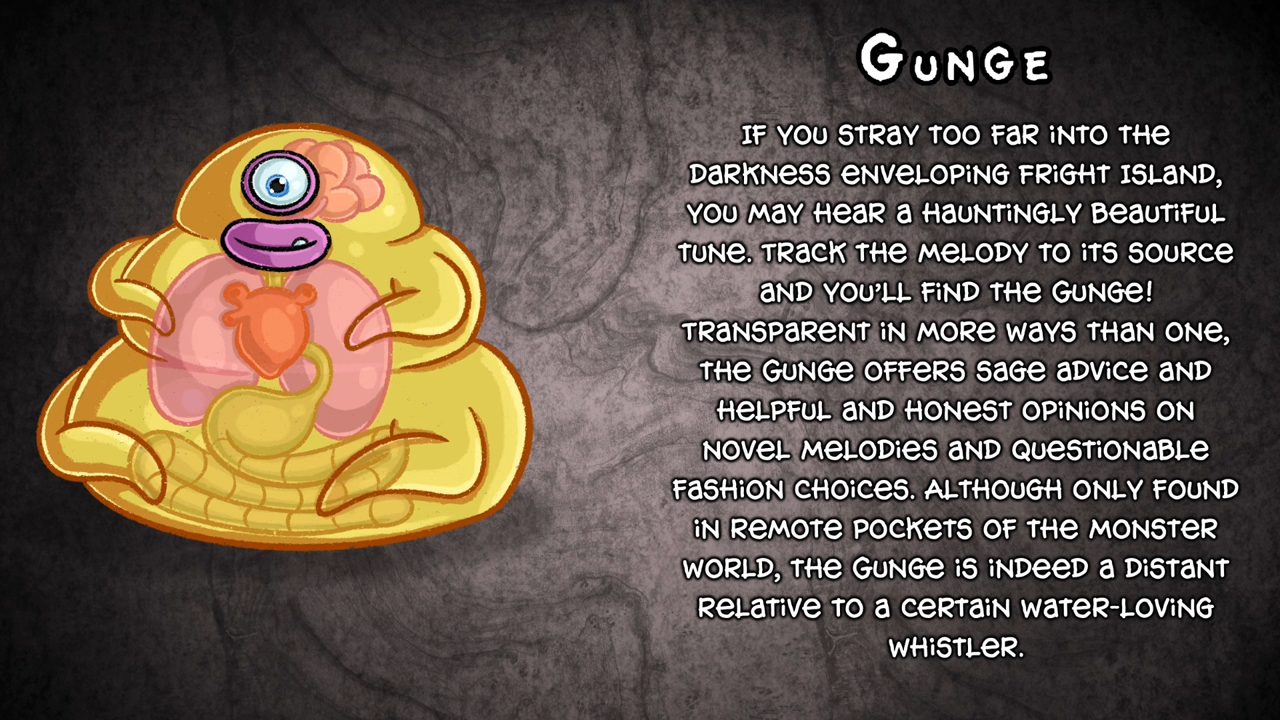 Gunge
If you stray too far into the
darkness enveloping Fright Island,
you may hear a hauntingly beautiful
tune. Track the melody to its source
and you'll find the Gunge!
Transparent in more ways than one,
the Gunge offers sage advice and
helpful and honest opinions on
novel melodies and questionable
fashion choices. Although only found
in remote pockets of the Monster
World, the Gunge is indeed a distant
relative to a certain water-loving
whistler.